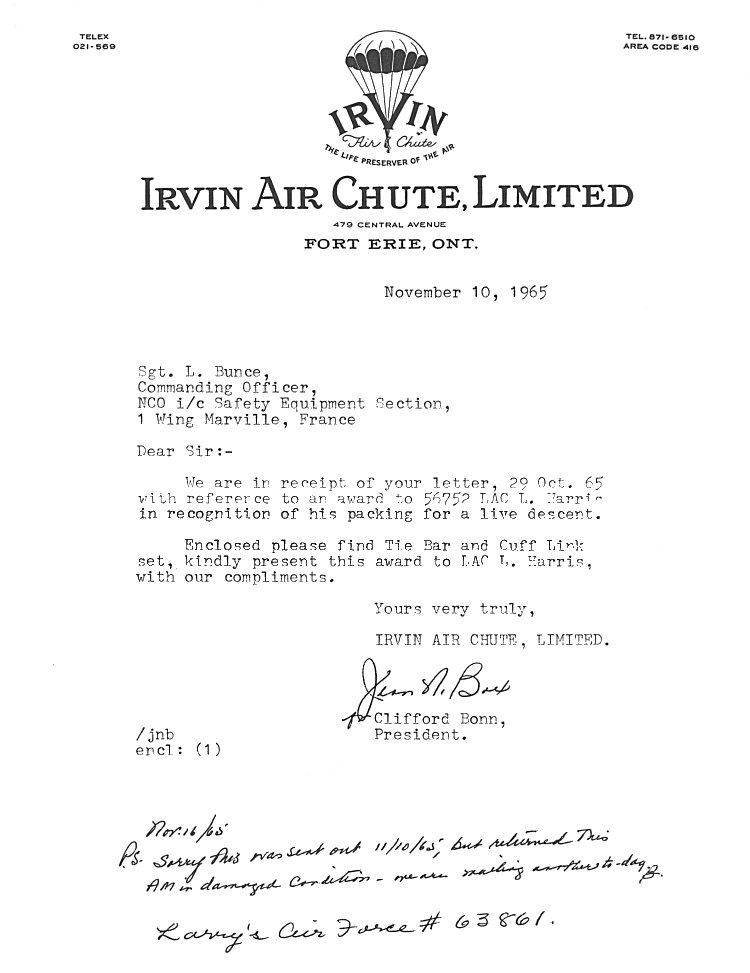 TELEX
021-569
TEL. 871-6510
AREA CODE 416
IRVIN
Air Chute
THE LIFE PRESERVER OF THE AIR
IRVIN AIR CHUTE, LIMITED
479 CENTRAL AVENUE
FORT ERIE, ONT.
November 10, 1965
Sgt. L. Bunce,
Commanding Officer,
NCO i/c Safety Equipment Section,
1 Wing Marville, France
Dear Sir:-
We are in receipt of your letter, 29 Oct. 65
with reference to an award to 56752 LAC L. Harris
in recognition of his packing for a live descent.
Enclosed please find Tie Bar and Cuff Link
set, kindly present this award to LAC L. Harris,
with our compliments.
Yours very truly,
IRVIN AIR CHUTE, LIMITED.
Jean N.
for Clifford Bonn,
President.
/jnb
encl: (1)
Nov. 16/65
P.S. Sorry this was sent out 11/10/65, but returned This
AM in damaged Condition - we are mailing another to-day
Larry's Air Force # 63861.